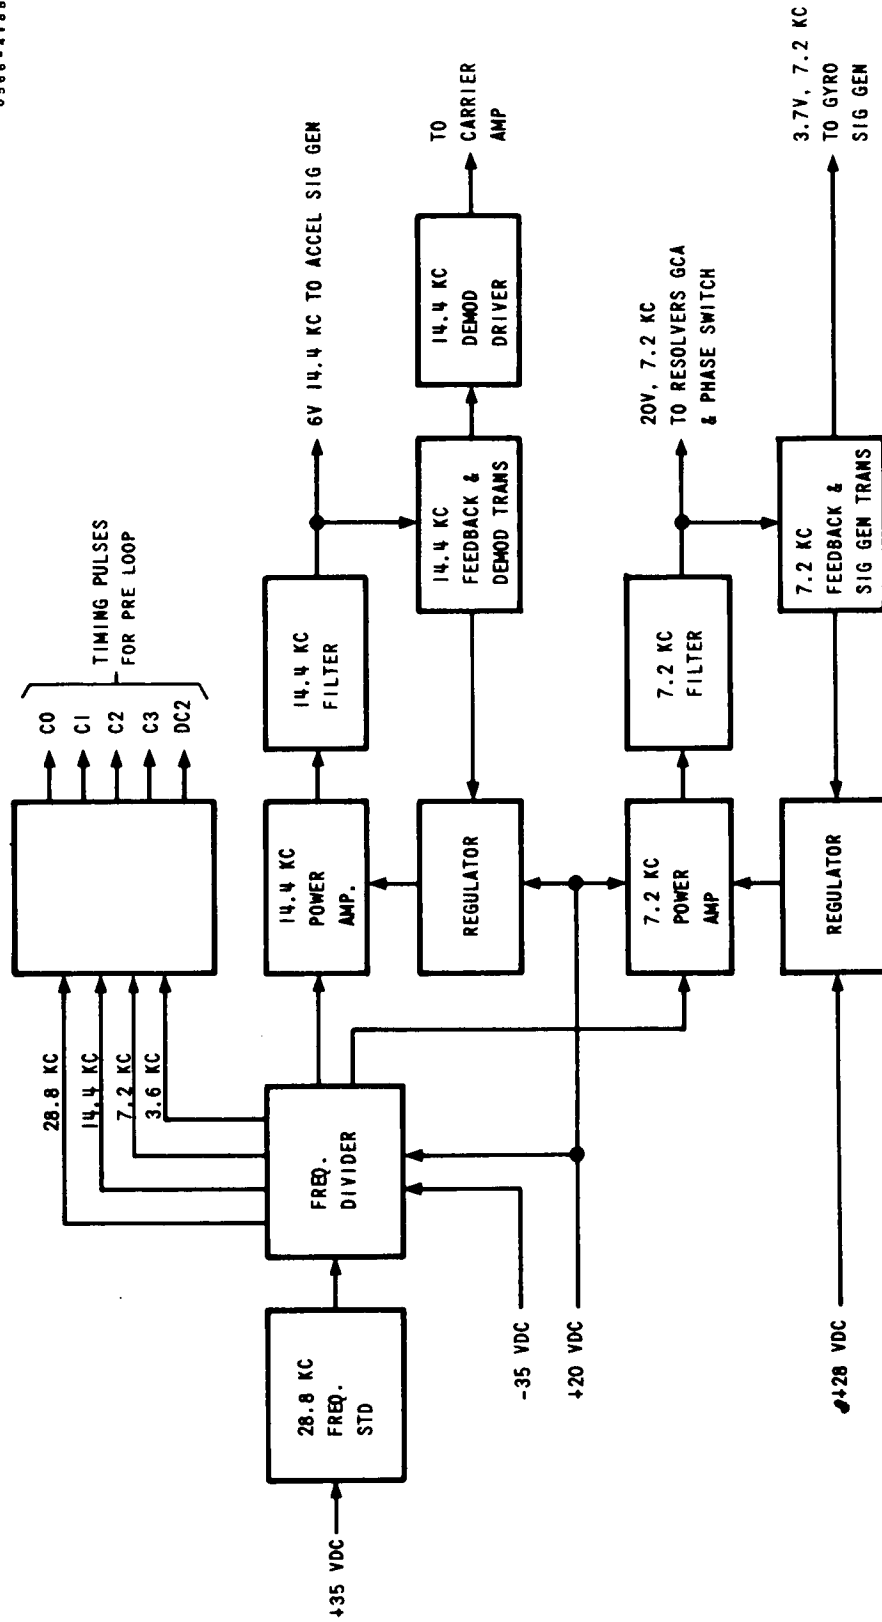 TIMING PULSES
FOR PRE LOOP
C0
C1
C2
C3
DC2
28.8 KC
14.4 KC
7.2 KC
3.6 KC
+35 VDC
28.8 KC
FREQ.
STD
FREQ.
DIVIDER
14.4 KC
POWER
AMP.
14.4 KC
FILTER
6V 14.4 KC TO ACCEL SIG GEN
REGULATOR
14.4 KC
FEEDBACK &
DEMOD TRANS
14.4 KC
DEMOD
DRIVER
TO
CARRIER
AMP
-35 VDC
+20 VDC
7.2 KC
POWER
AMP
7.2 KC
FILTER
20V, 7.2 KC
TO RESOLVERS GCA
& PHASE SWITCH
+28 VDC
REGULATOR
7.2 KC
FEEDBACK &
SIG GEN TRANS
3.7V, 7.2 KC
TO GYRO
SIG GEN